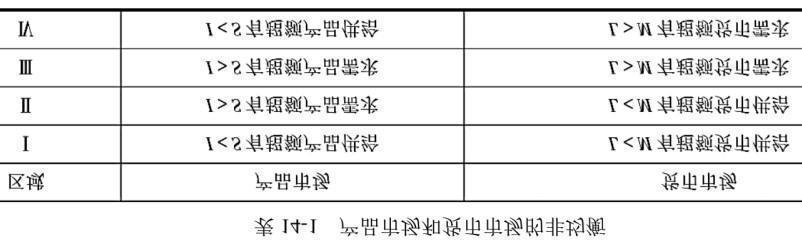 表 14-1 产品市场和货币市场的非均衡
区域 产品市场 货币市场
Ⅰ I<S 有超额产品供给 L<M 有超额货币供给
Ⅱ I>S 有超额产品需求 L<M 有超额货币供给
Ⅲ I>S 有超额产品需求 L>M 有超额货币需求
Ⅳ I<S 有超额产品供给 L>M 有超额货币需求